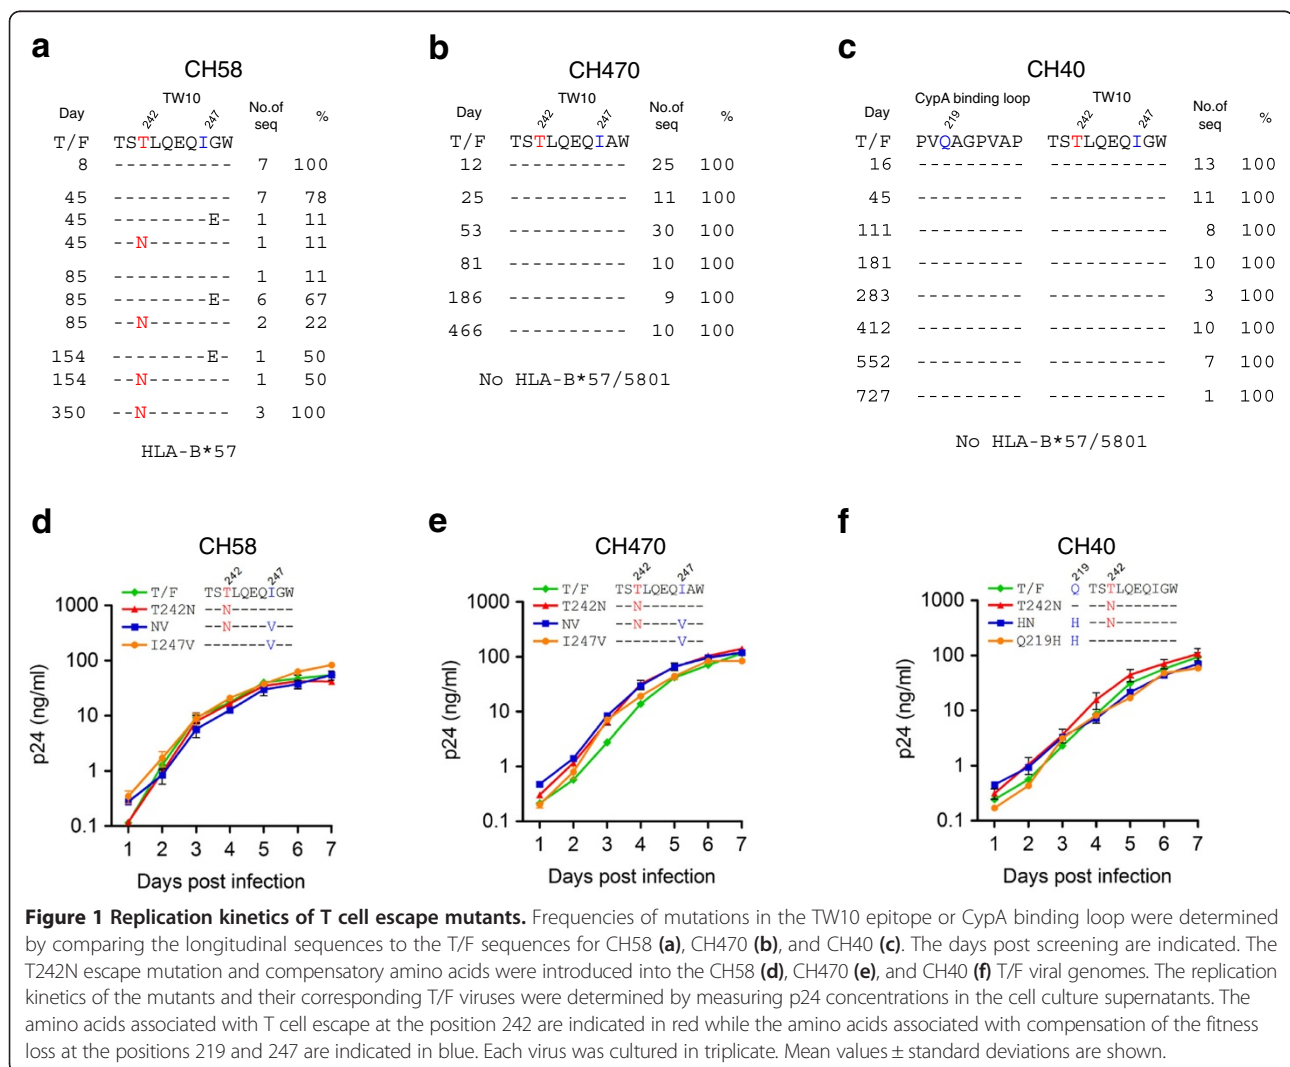 a
CH58
TW10
Day 242 247 No.of seq %
T/F TSTLQEQIGW
8 ---------- 7 100
45 ---------- 7 78
45 --------E- 1 11
45 --N------- 1 11
85 ---------- 1 11
85 --------E- 6 67
85 --N------- 2 22
154 --------E- 1 50
154 --N------- 1 50
350 --N------- 3 100
HLA-B*57
b
CH470
TW10
Day 242 247 No.of seq %
T/F TSTLQEQIAW
12 ---------- 25 100
25 ---------- 11 100
53 ---------- 30 100
81 ---------- 10 100
186 ---------- 9 100
466 ---------- 10 100
No HLA-B*57/5801
c
CH40
CypA binding loop TW10
Day 219 242 247 No.of seq %
T/F PVQAGPVAP TSTLQEQIGW
16 --------- ---------- 13 100
45 --------- ---------- 11 100
111 --------- ---------- 8 100
181 --------- ---------- 10 100
283 --------- ---------- 3 100
412 --------- ---------- 10 100
552 --------- ---------- 7 100
727 --------- ---------- 1 100
No HLA-B*57/5801
d
CH58
242 247
T/F TSTLQEQIGW
T242N --N-------
NV --N----V--
I247V -------V--
p24 (ng/ml)
1000
100
10
1
0.1
1 2 3 4 5 6 7
Days post infection
e
CH470
242 247
T/F TSTLQEQIAW
T242N --N-------
NV --N----V--
I247V -------V--
p24 (ng/ml)
1000
100
10
1
0.1
1 2 3 4 5 6 7
Days post infection
f
CH40
219 242
T/F Q TSTLQEQIGW
T242N - --N-------
HN H --N-------
Q219H H ----------
p24 (ng/ml)
1000
100
10
1
0.1
1 2 3 4 5 6 7
Days post infection
Figure 1 Replication kinetics of T cell escape mutants. Frequencies of mutations in the TW10 epitope or CypA binding loop were determined
by comparing the longitudinal sequences to the T/F sequences for CH58 (a), CH470 (b), and CH40 (c). The days post screening are indicated. The
T242N escape mutation and compensatory amino acids were introduced into the CH58 (d), CH470 (e), and CH40 (f) T/F viral genomes. The replication
kinetics of the mutants and their corresponding T/F viruses were determined by measuring p24 concentrations in the cell culture supernatants. The
amino acids associated with T cell escape at the position 242 are indicated in red while the amino acids associated with compensation of the fitness
loss at the positions 219 and 247 are indicated in blue. Each virus was cultured in triplicate. Mean values ± standard deviations are shown.